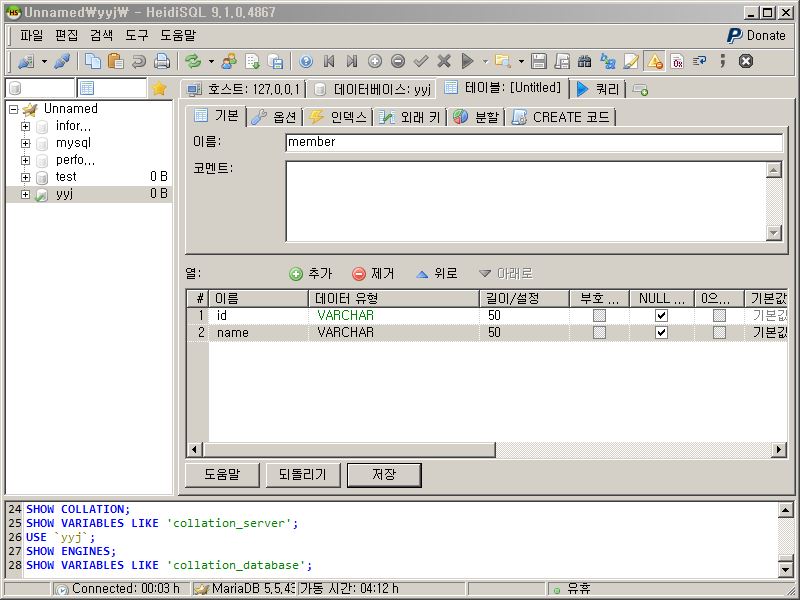 Unnamed￦yyj￦ - HeidiSQL 9.1.0.4867
파일 편집 검색 도구 도움말 Donate
호스트: 127.0.0.1 데이터베이스: yyj 테이블: [Untitled] 쿼리
Unnamed
infor...
mysql
perfo...
test 0 B
yyj 0 B
기본 옵션 인덱스 외래 키 분할 CREATE 코드
이름: member
코멘트:
열: 추가 제거 위로 아래로
# 이름 데이터 유형 길이/설정 부호 ... NULL ... 0으... 기본값
1 id VARCHAR 50 기본값
2 name VARCHAR 50 기본값
도움말 되돌리기 저장
24 SHOW COLLATION;
25 SHOW VARIABLES LIKE 'collation_server';
26 USE `yyj`;
27 SHOW ENGINES;
28 SHOW VARIABLES LIKE 'collation_database';
Connected: 00:03 h MariaDB 5.5.43 가동 시간: 04:12 h 유휴